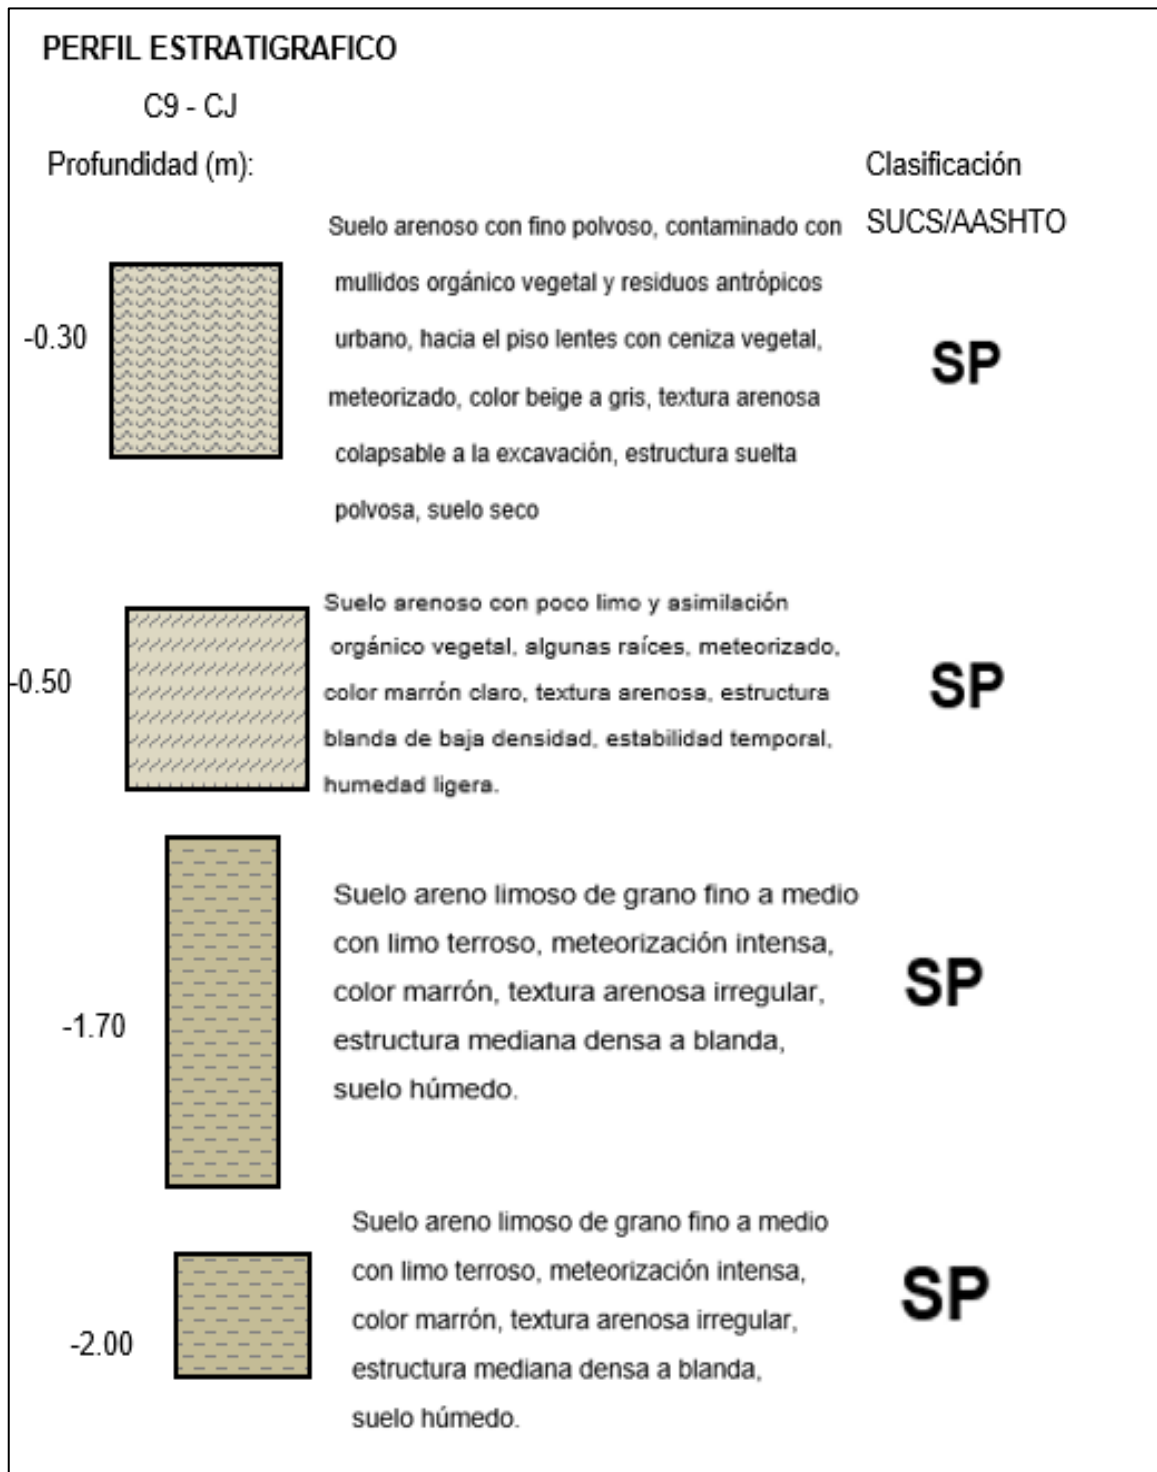 PERFIL ESTRATIGRAFICO
C9 - CJ
Profundidad (m):
Clasificación
SUCS/AASHTO
Suelo arenoso con fino polvoso, contaminado con
mullidos orgánico vegetal y residuos antrópicos
urbano, hacia el piso lentes con ceniza vegetal,
meteorizado, color beige a gris, textura arenosa
colapsable a la excavación, estructura suelta
polvosa, suelo seco
-0.30
SP
Suelo arenoso con poco limo y asimilación
orgánico vegetal, algunas raíces, meteorizado,
color marrón claro, textura arenosa, estructura
blanda de baja densidad, estabilidad temporal,
humedad ligera.
-0.50
SP
Suelo areno limoso de grano fino a medio
con limo terroso, meteorización intensa,
color marrón, textura arenosa irregular,
estructura mediana densa a blanda,
suelo húmedo.
-1.70
SP
Suelo areno limoso de grano fino a medio
con limo terroso, meteorización intensa,
color marrón, textura arenosa irregular,
estructura mediana densa a blanda,
suelo húmedo.
-2.00
SP